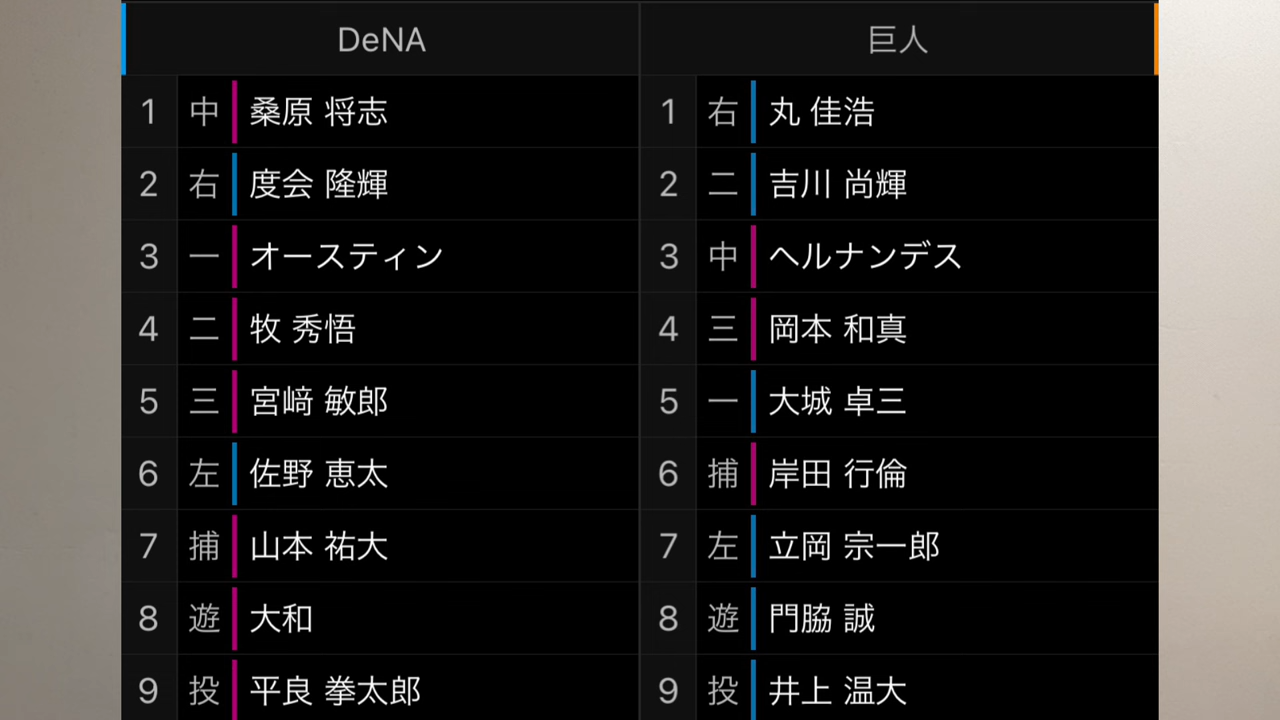 DeNA 巨人
1 中 桑原 将志 1 右 丸 佳浩
2 右 度会 隆輝 2 二 吉川 尚輝
3 一 オースティン 3 中 ヘルナンデス
4 二 牧 秀悟 4 三 岡本 和真
5 三 宮﨑 敏郎 5 一 大城 卓三
6 左 佐野 恵太 6 捕 岸田 行倫
7 捕 山本 祐大 7 左 立岡 宗一郎
8 遊 大和 8 遊 門脇 誠
9 投 平良 拳太郎 9 投 井上 温大